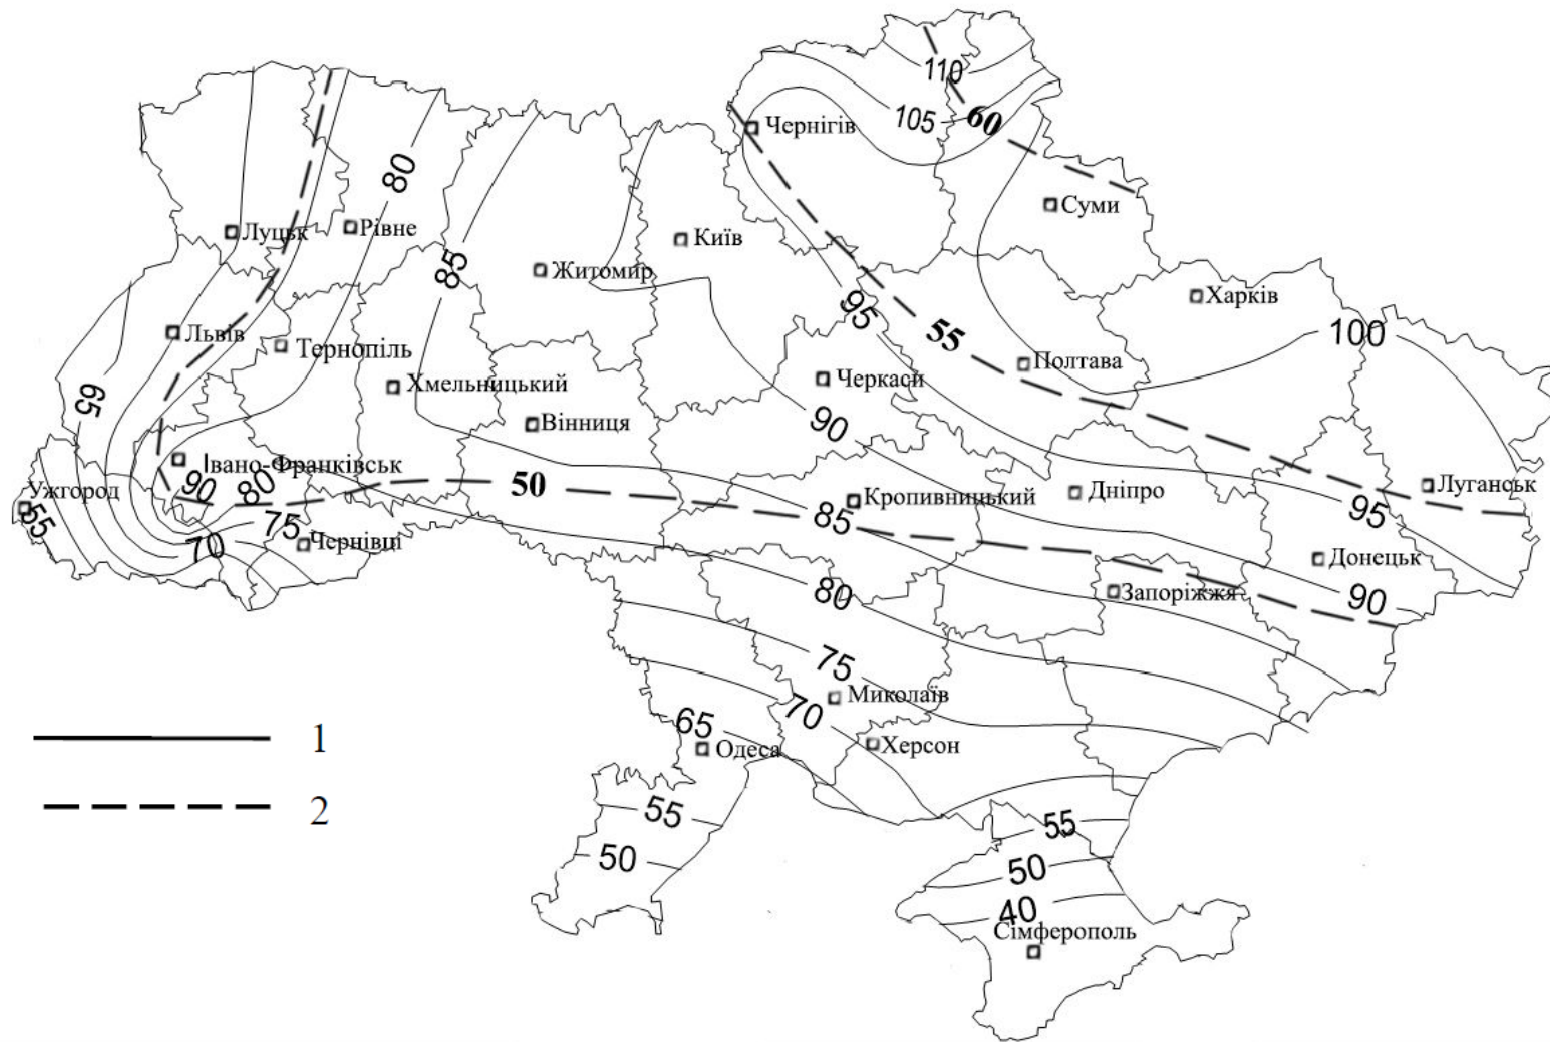 110
105
60
Чернігів
80
Суми
Луцьк
Рівне
Київ
85
Житомир
95
Харків
55
100
Львів
Тернопіль
Полтава
65
Хмельницький
Черкаси
Вінниця
90
Івано-Франківськ
90
80
50
Ужгород
55
Кропивницький
Дніпро
Луганськ
85
95
75
70
Чернівці
Донецьк
80
Запоріжжя
90
75
70
Миколаїв
65
Одеса
Херсон
1
2
55
55
50
50
40
Сімферополь